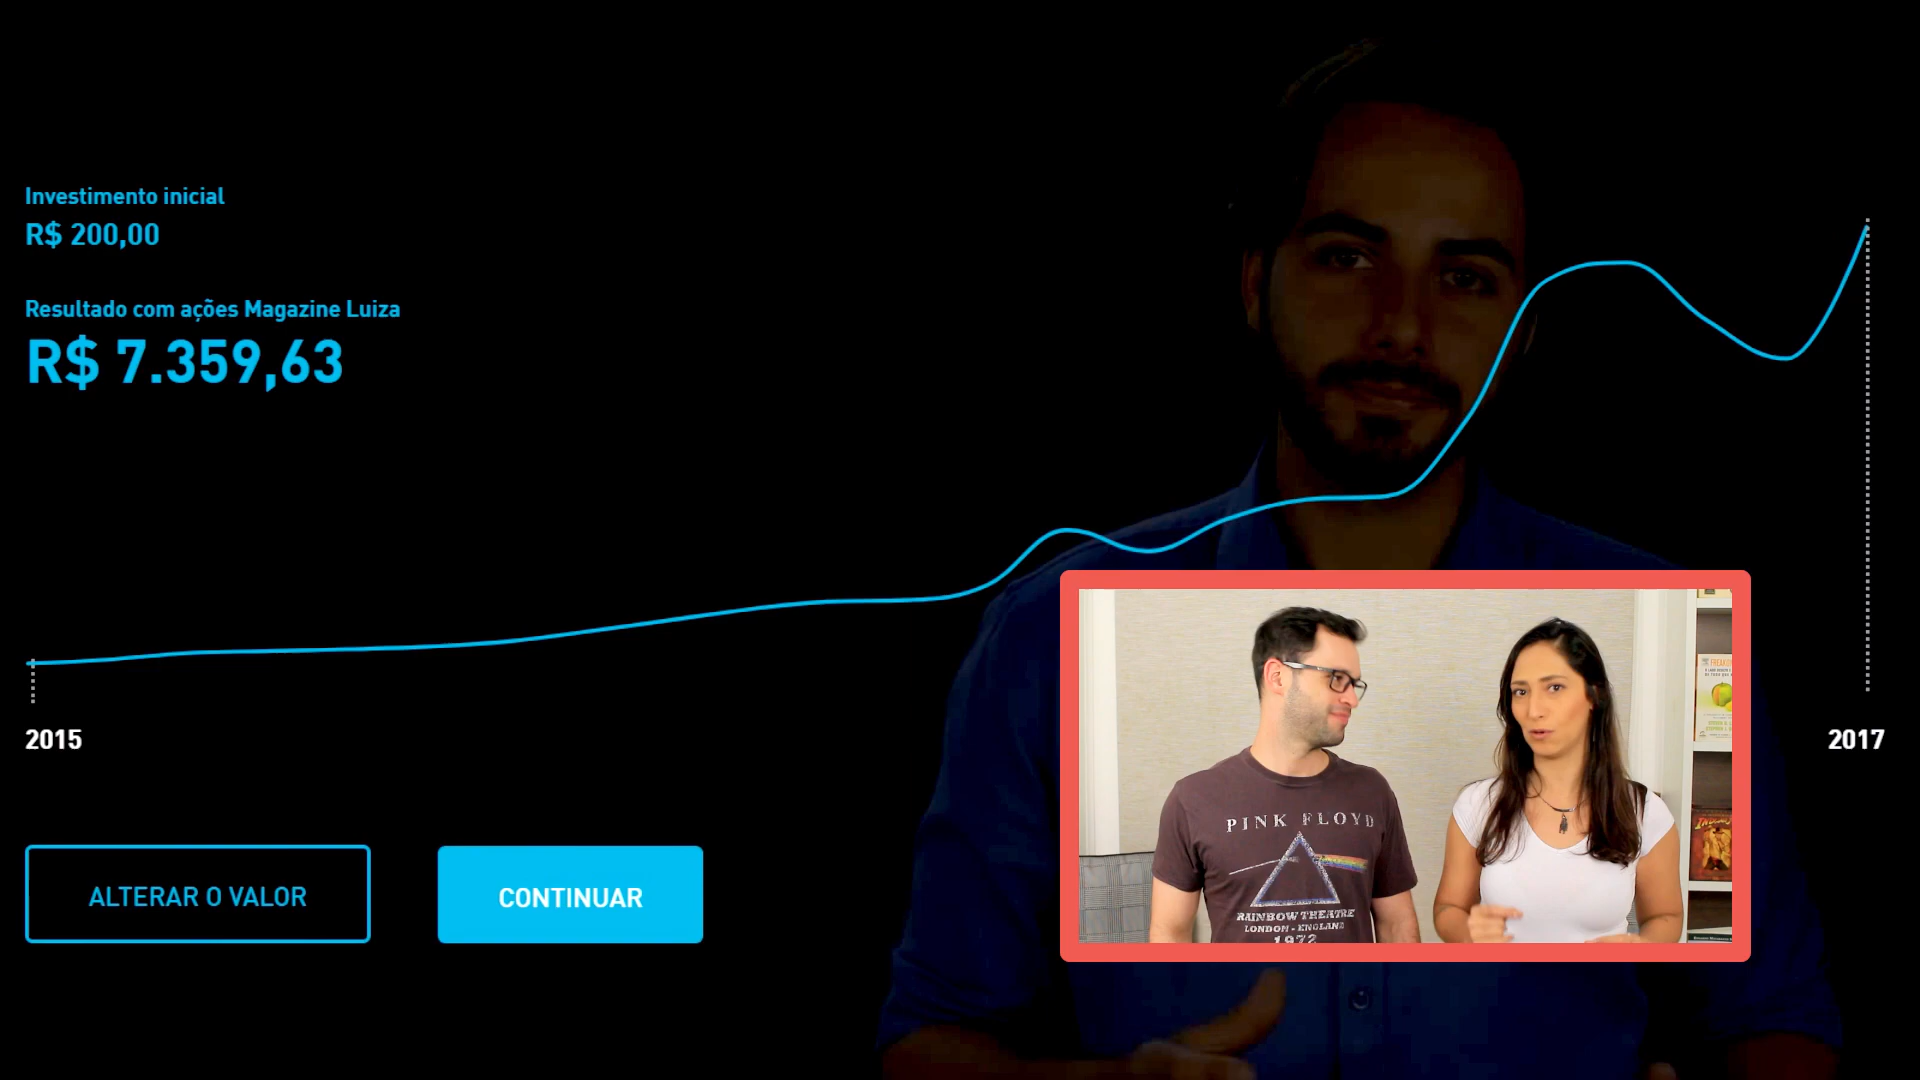 Investimento inicial
R$ 200,00
Resultado com ações Magazine Luiza
R$ 7.359,63
2015
2017
ALTERAR O VALOR
CONTINUAR
PINK FLOYD
RAINBOW THEATRE
LONDON - ENGLAND
1972